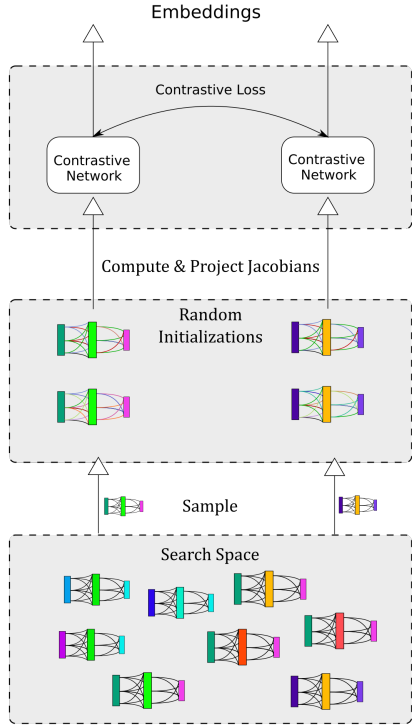 Embeddings
Contrastive Loss
Contrastive
Network
Contrastive
Network
Compute & Project Jacobians
Random
Initializations
Sample
Search Space